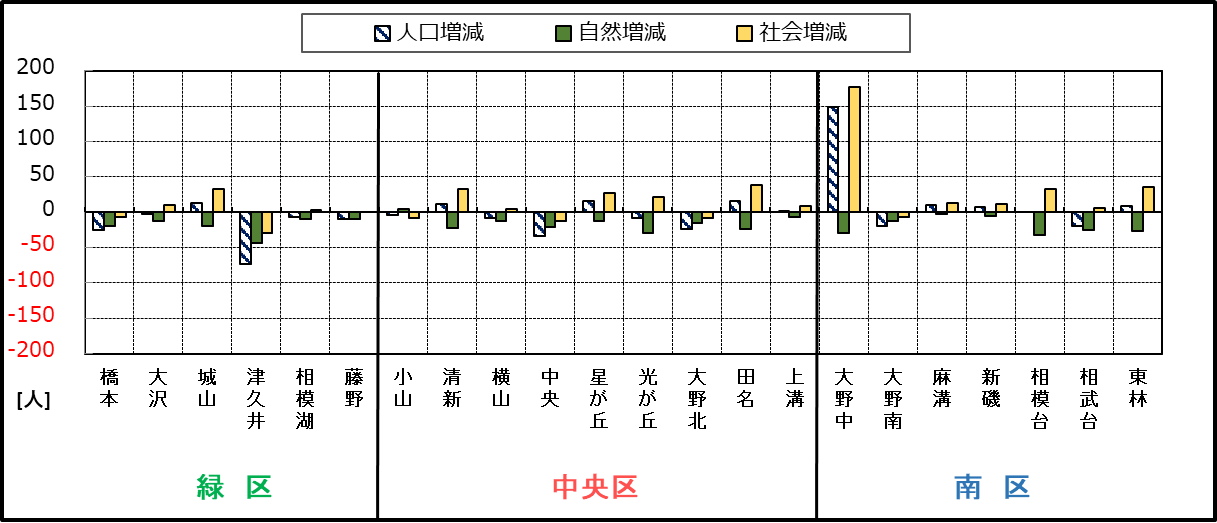 人口増減 自然増減 社会増減
200
150
100
50
0
-50
-100
-150
-200
[人]
橋本 大沢 城山 津久井 相模湖 藤野 小山 清新 横山 中央 星が丘 光が丘 大野北 田名 上溝 大野中 大野南 麻溝 新磯 相模台 相武台 東林
緑 区 中央区 南 区